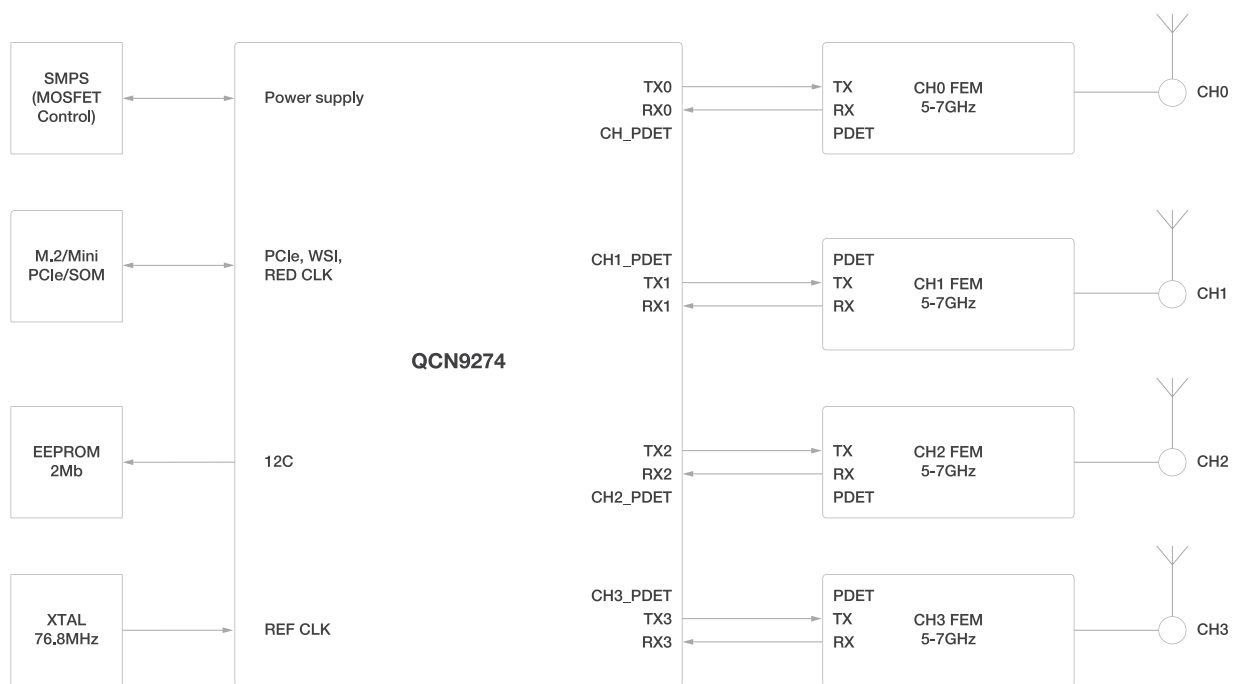 SMPS
(MOSFET
Control)
Power supply
TX0
RX0
CH_PDET
TX
RX
PDET
CH0 FEM
5-7GHz
CH0
M.2/Mini
PCIe/SOM
PCIe, WSI,
RED CLK
CH1_PDET
TX1
RX1
PDET
TX
RX
CH1 FEM
5-7GHz
CH1
QCN9274
EEPROM
2Mb
12C
TX2
RX2
CH2_PDET
TX
RX
PDET
CH2 FEM
5-7GHz
CH2
XTAL
76.8MHz
REF CLK
CH3_PDET
TX3
RX3
PDET
TX
RX
CH3 FEM
5-7GHz
CH3